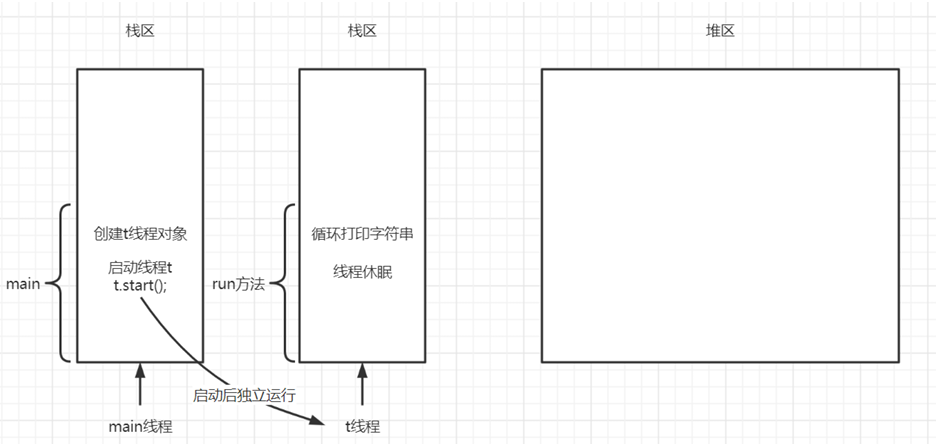 栈区
栈区
堆区
创建t线程对象
启动线程t
t.start();
main
循环打印字符串
线程休眠
run方法
启动后独立运行
main线程
t线程